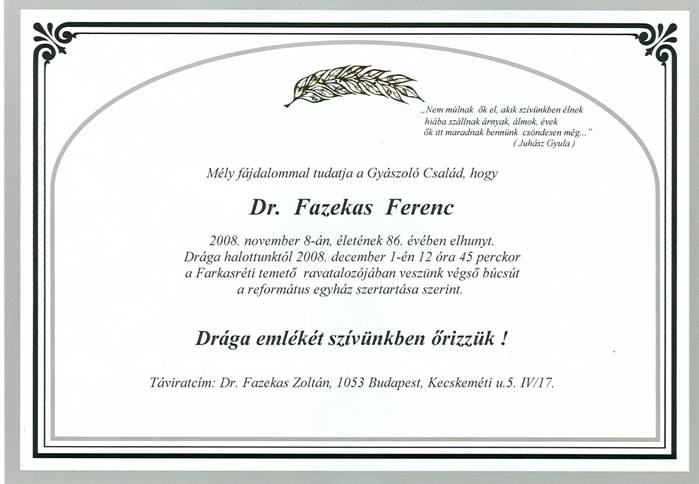 „Nem múlnak ők el, akik szívünkben élnek
hiába szállnak árnyak, álmok, évek
ők itt maradnak bennünk csöndesen még..."
( Juhász Gyula )
Mély fájdalommal tudatja a Gyászoló Család, hogy
Dr. Fazekas Ferenc
2008. november 8-án, életének 86. évében elhunyt.
Drága halottunktól 2008. december 1-én 12 óra 45 perckor
a Farkasréti temető ravatalozójában veszünk végső búcsút
a református egyház szertartása szerint.
Drága emlékét szívünkben őrizzük !
Táviratcím: Dr. Fazekas Zoltán, 1053 Budapest, Kecskeméti u.5. IV/17.